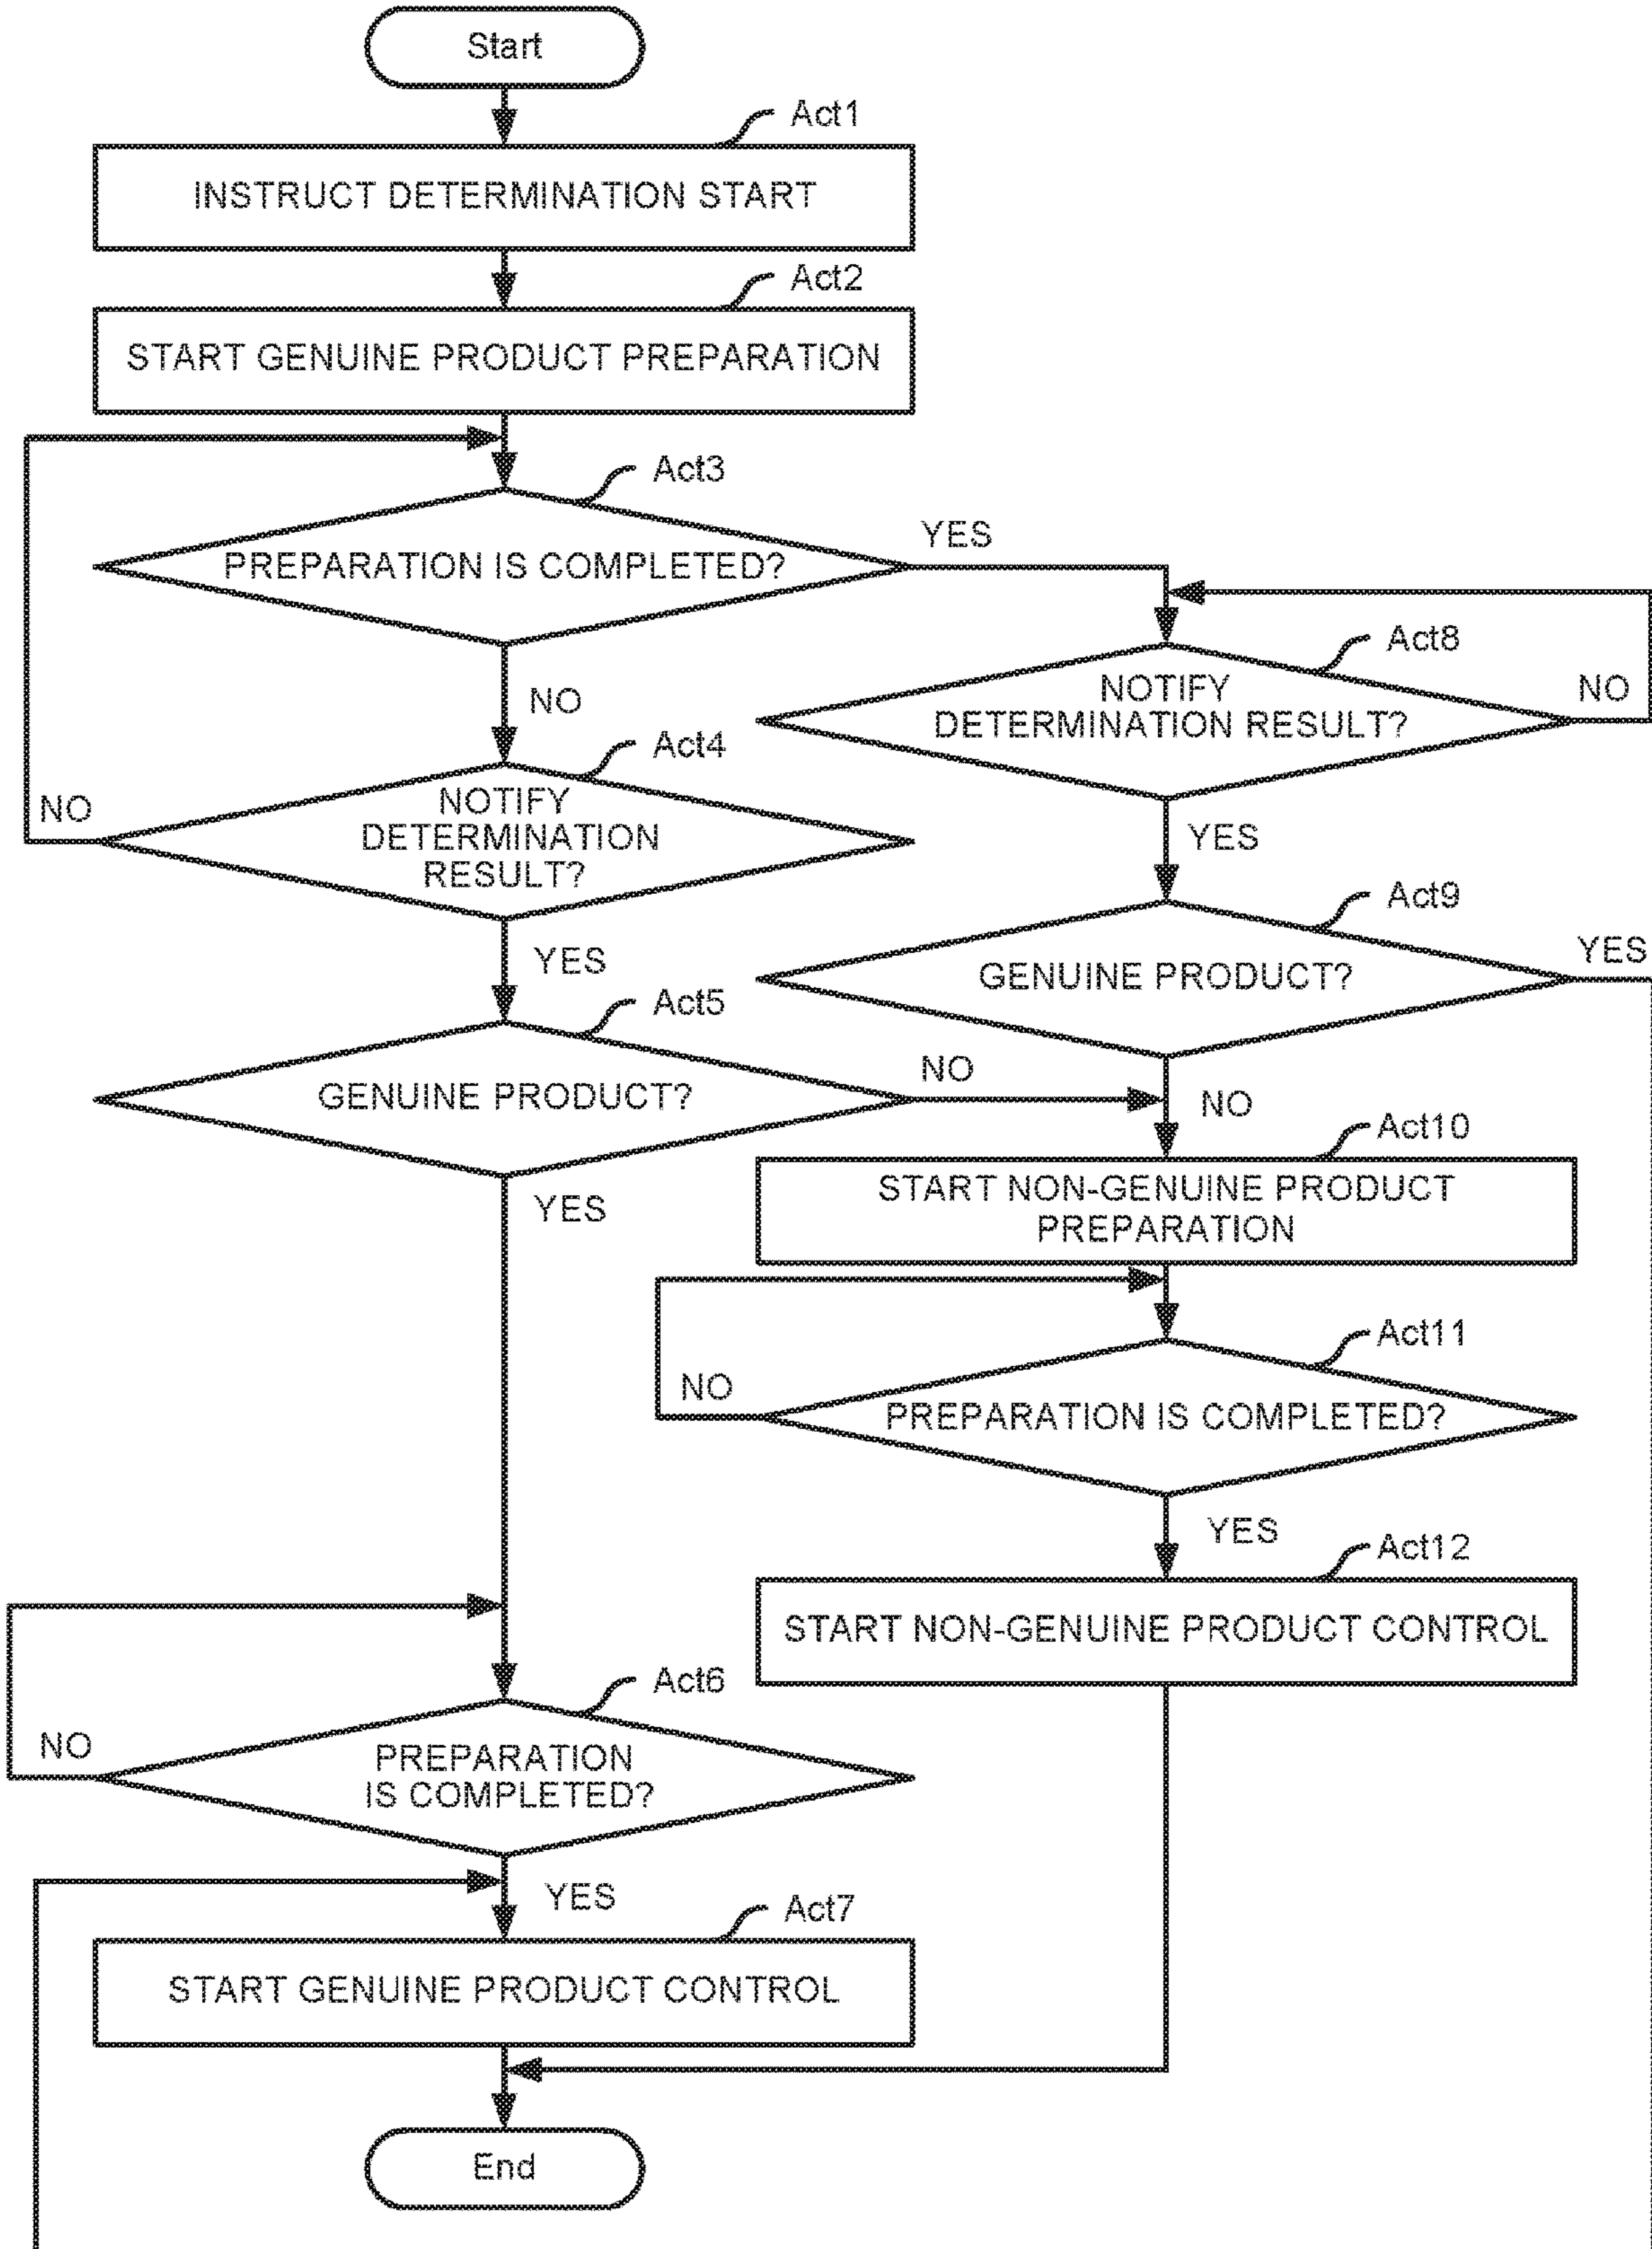 Start
Act1
INSTRUCT DETERMINATION START
Act2
START GENUINE PRODUCT PREPARATION
Act3
PREPARATION IS COMPLETED?
YES
NO
Act8
NOTIFY
DETERMINATION RESULT?
NO
YES
Act4
NOTIFY
DETERMINATION
RESULT?
NO
YES
Act9
GENUINE PRODUCT?
YES
NO
Act5
GENUINE PRODUCT?
NO
YES
Act10
START NON-GENUINE PRODUCT
PREPARATION
Act11
PREPARATION IS COMPLETED?
NO
YES
Act12
START NON-GENUINE PRODUCT CONTROL
Act6
PREPARATION
IS COMPLETED?
NO
YES
Act7
START GENUINE PRODUCT CONTROL
End